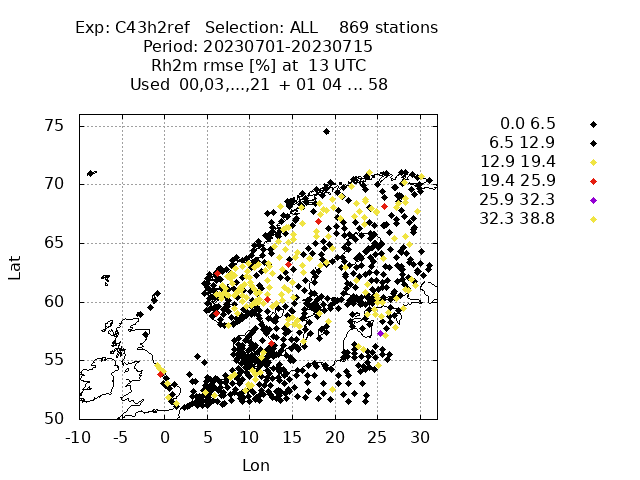 Exp: C43h2ref   Selection: ALL    869 stations
Period: 20230701-20230715
Rh2m rmse [%] at  13 UTC
Used  00,03,...,21 + 01 04 ... 58
0.0 6.5
6.5 12.9
12.9 19.4
19.4 25.9
25.9 32.3
32.3 38.8
75
70
65
60
55
50
Lat
-10 -5 0 5 10 15 20 25 30
Lon